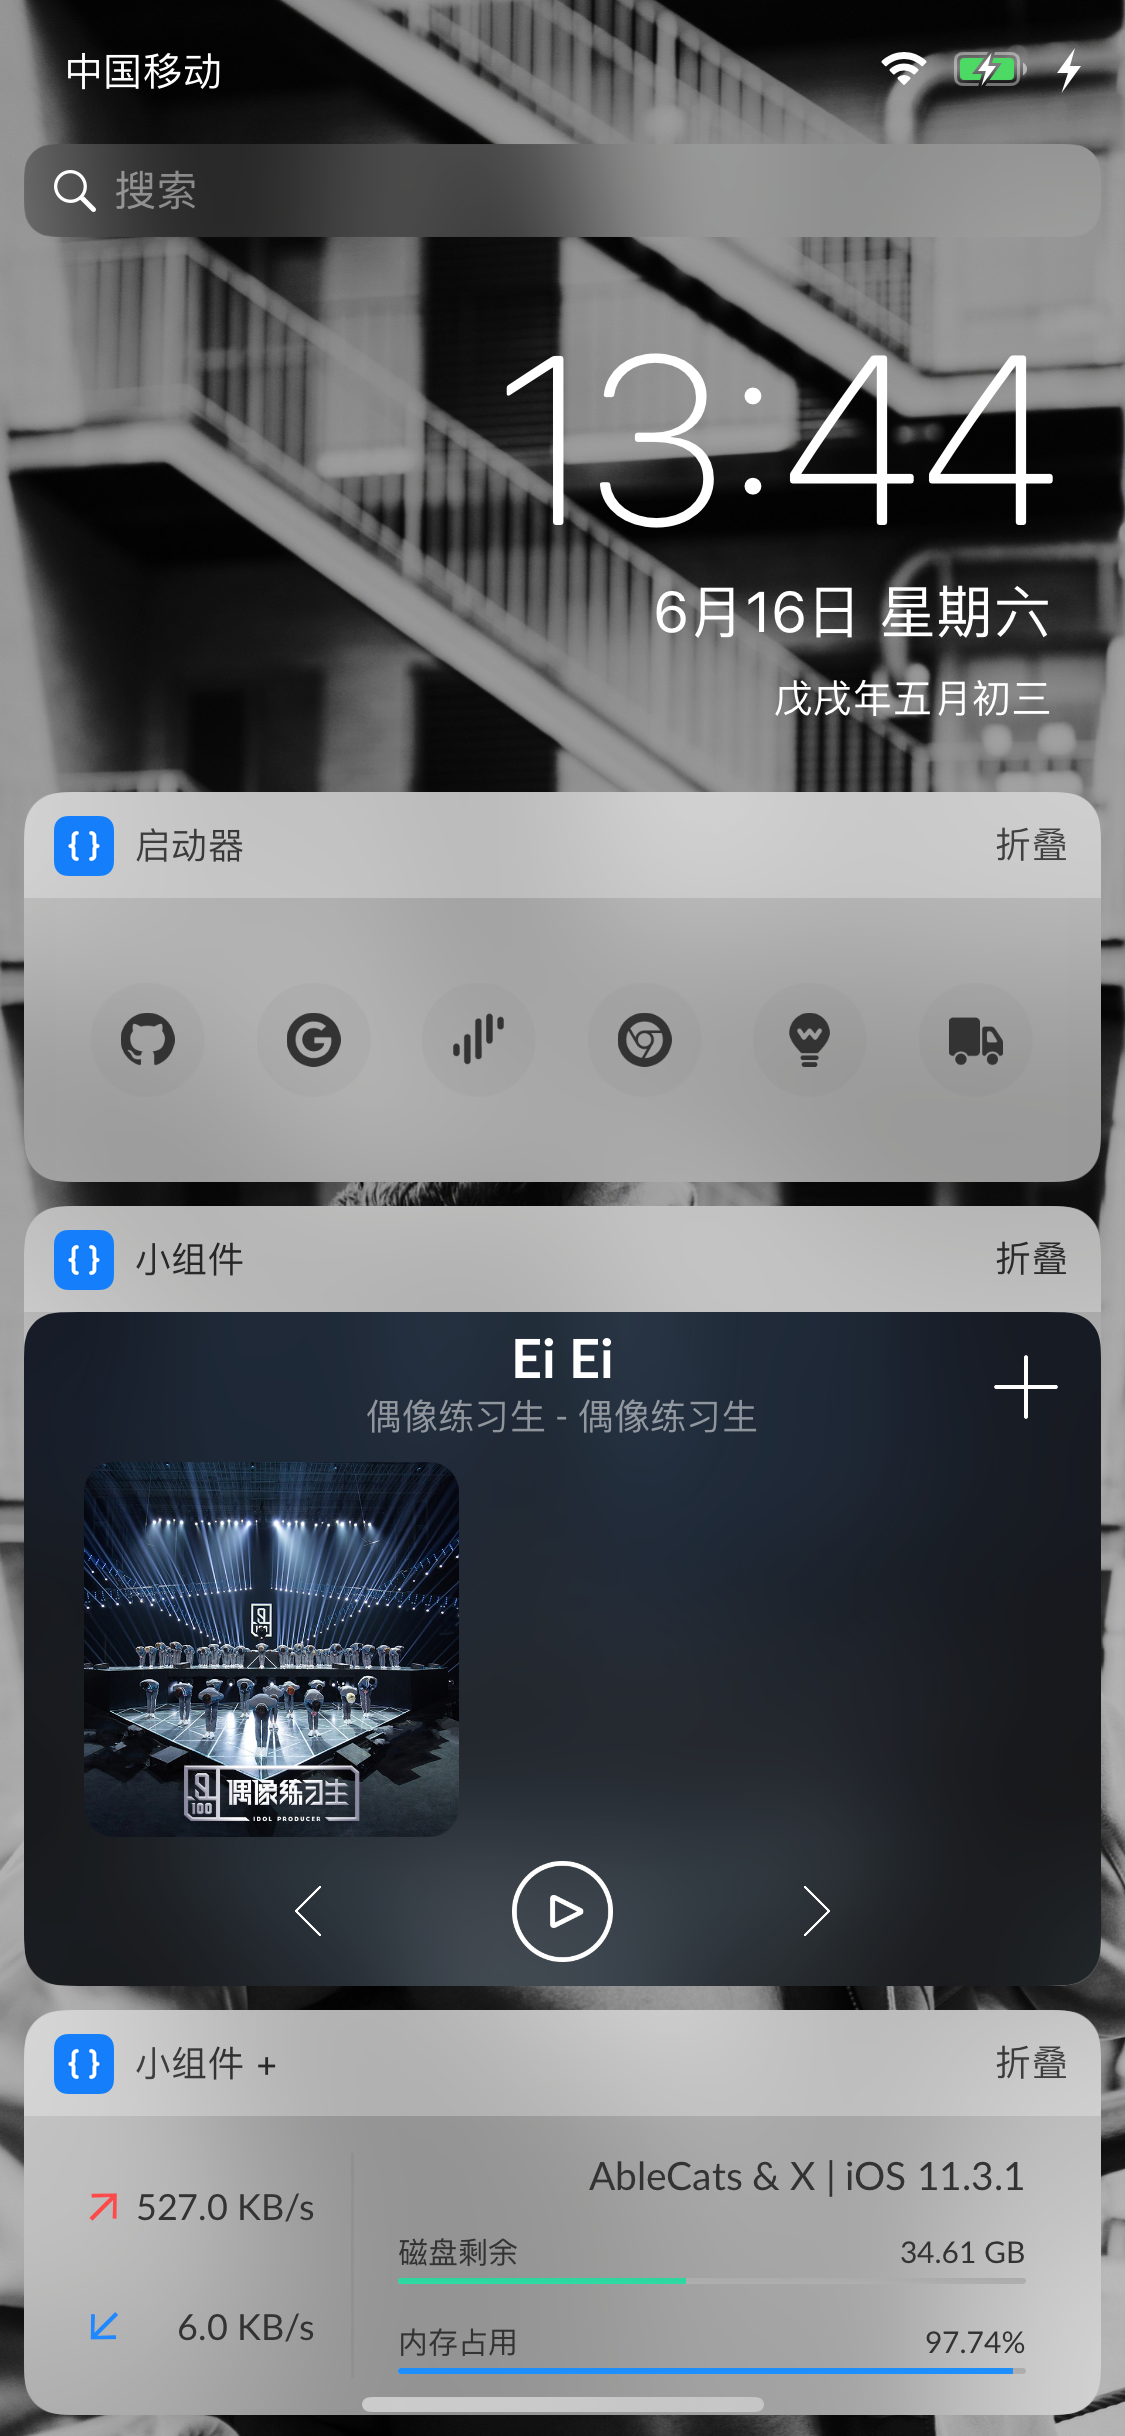 中国移动
搜索
13:44
6月16日 星期六
戊戌年五月初三
启动器
折叠
小组件
折叠
Ei Ei
偶像练习生 - 偶像练习生
9
100
偶像练习生
IDOL PRODUCER
小组件 +
折叠
AbleCats & X | iOS 11.3.1
527.0 KB/s
磁盘剩余
34.61 GB
6.0 KB/s
内存占用
97.74%